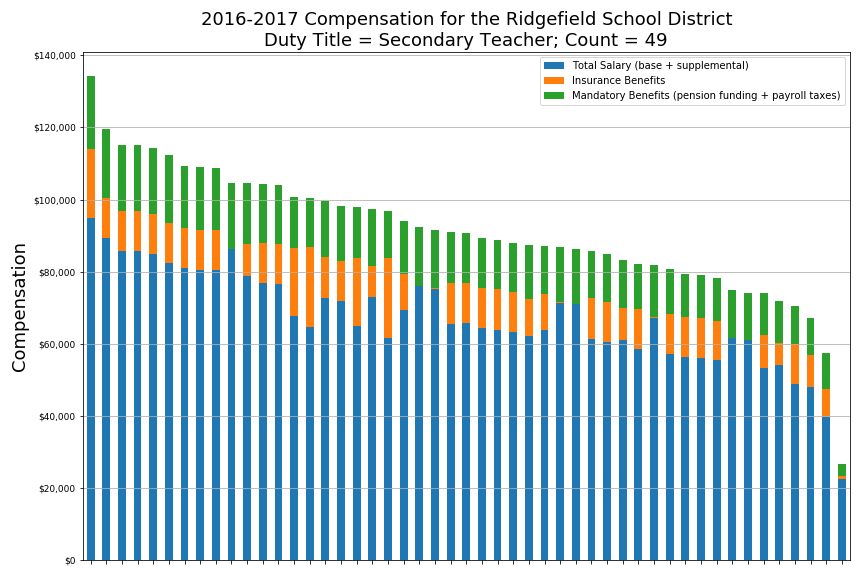 2016-2017 Compensation for the Ridgefield School District
Duty Title = Secondary Teacher; Count = 49
Total Salary (base + supplemental)
Insurance Benefits
Mandatory Benefits (pension funding + payroll taxes)
Compensation
$140,000
$120,000
$100,000
$80,000
$60,000
$40,000
$20,000
$0